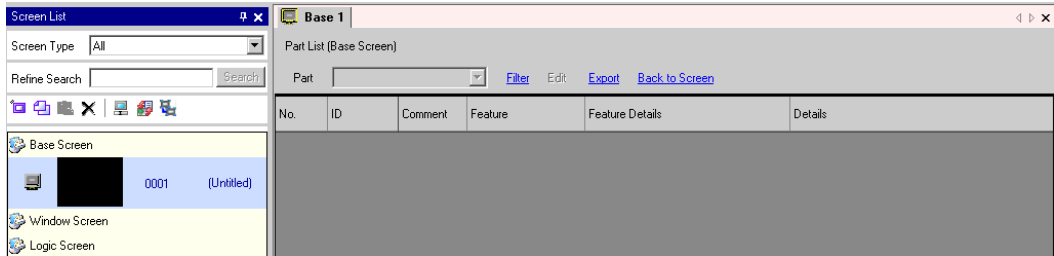 Screen List
Screen Type All
Refine Search Search
Base Screen
0001 (Untitled)
Window Screen
Logic Screen
Base 1
Part List (Base Screen)
Part Filter Edit Export Back to Screen
No. ID Comment Feature Feature Details Details